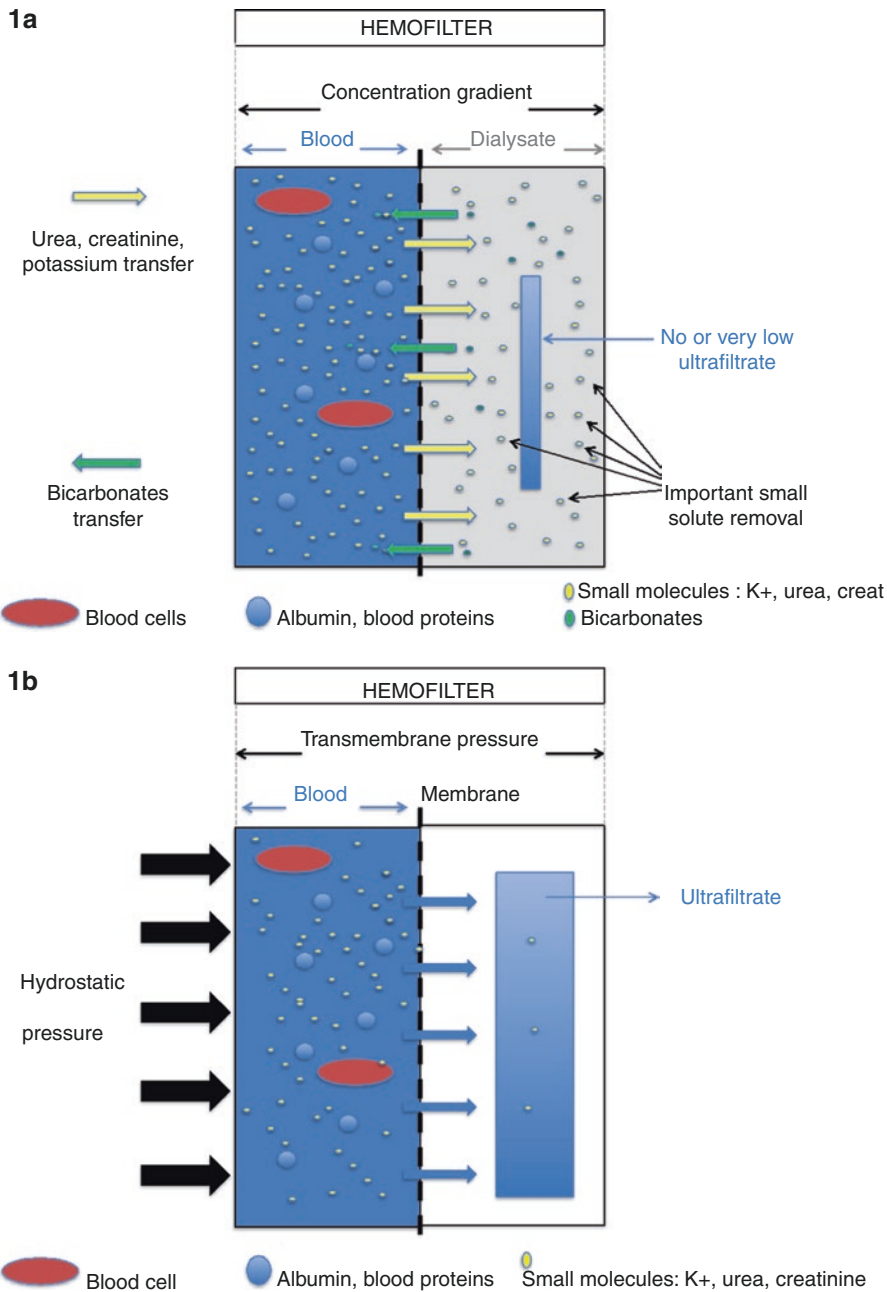 1a
HEMOFILTER
Concentration gradient
Blood
Dialysate
Urea, creatinine,
potassium transfer
No or very low
ultrafiltrate
Bicarbonates
transfer
Important small
solute removal
Blood cells
Albumin, blood proteins
Small molecules : K+, urea, creat
Bicarbonates
1b
HEMOFILTER
Transmembrane pressure
Blood
Membrane
Ultrafiltrate
Hydrostatic
pressure
Blood cell
Albumin, blood proteins
Small molecules: K+, urea, creatinine